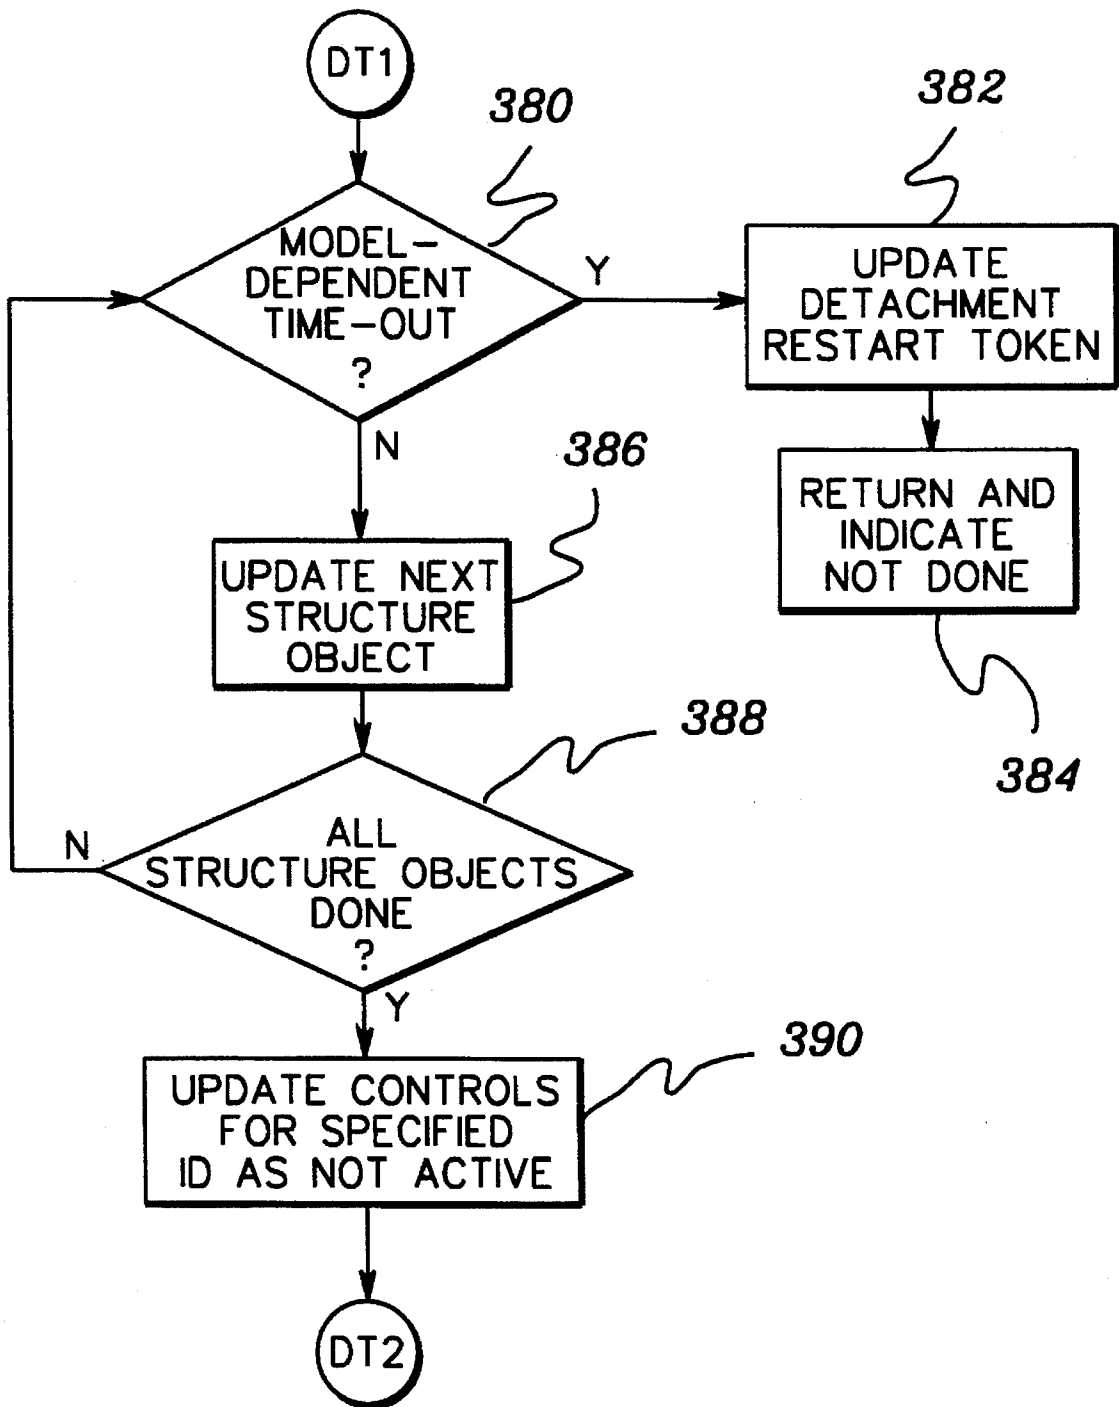 DT1
380
MODEL-
DEPENDENT
TIME-OUT
?
Y
382
UPDATE
DETACHMENT
RESTART TOKEN
N
386
RETURN AND
INDICATE
NOT DONE
384
UPDATE NEXT
STRUCTURE
OBJECT
388
N
ALL
STRUCTURE OBJECTS
DONE
?
Y
390
UPDATE CONTROLS
FOR SPECIFIED
ID AS NOT ACTIVE
DT2